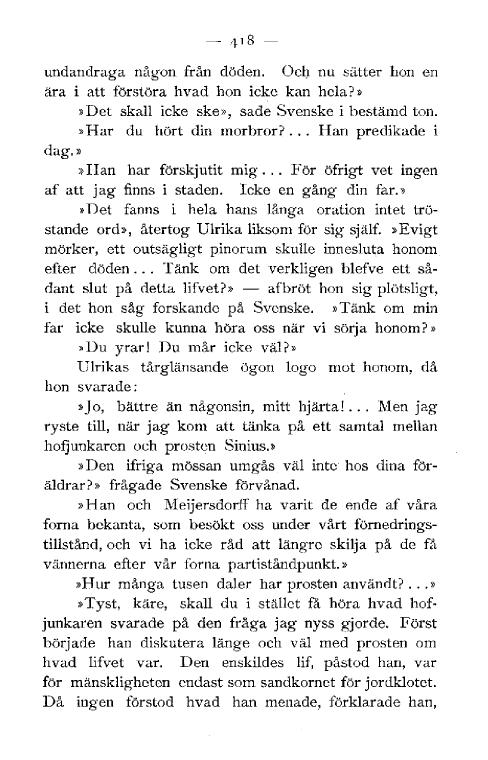 — 418 —
undandraga någon från döden. Och nu sätter hon en
ära i att förstöra hvad hon icke kan hela?»
»Det skall icke ske», sade Svenske i bestämd ton.
»Har du hört din morbror?... Han predikade i
dag.»
»Han har förskjutit mig... För öfrigt vet ingen
af att jag finns i staden. Icke en gång din far.»
»Det fanns i hela hans långa oration intet trö-
stande ord», återtog Ulrika liksom för sig själf. »Evigt
mörker, ett outsägligt pinorum skulle innesluta honom
efter döden... Tänk om det verkligen blefve ett så-
dant slut på detta lifvet?» — afbröt hon sig plötsligt,
i det hon såg forskande på Svenske. »Tänk om min
far icke skulle kunna höra oss när vi sörja honom?»
»Du yrar! Du mår icke väl?»
Ulrikas tårglänsande ögon logo mot honom, då
hon svarade:
»Jo, bättre än någonsin, mitt hjärta!... Men jag
ryste till, när jag kom att tänka på ett samtal mellan
hofjunkaren och prosten Sinius.»
»Den ifriga mössan umgås väl inte hos dina för-
äldrar?» frågade Svenske förvånad.
»Han och Meijersdorff ha varit de ende af våra
forna bekanta, som besökt oss under vårt förnedrings-
tillstånd, och vi ha icke råd att längre skilja på de få
vännerna efter vår forna partiståndpunkt.»
»Hur många tusen daler har prosten användt?...»
»Tyst, käre, skall du i stället få höra hvad hof-
junkaren svarade på den fråga jag nyss gjorde. Först
började han diskutera länge och väl med prosten om
hvad lifvet var. Den enskildes lif, påstod han, var
för mänskligheten endast som sandkornet för jordklotet.
Då ingen förstod hvad han menade, förklarade han,